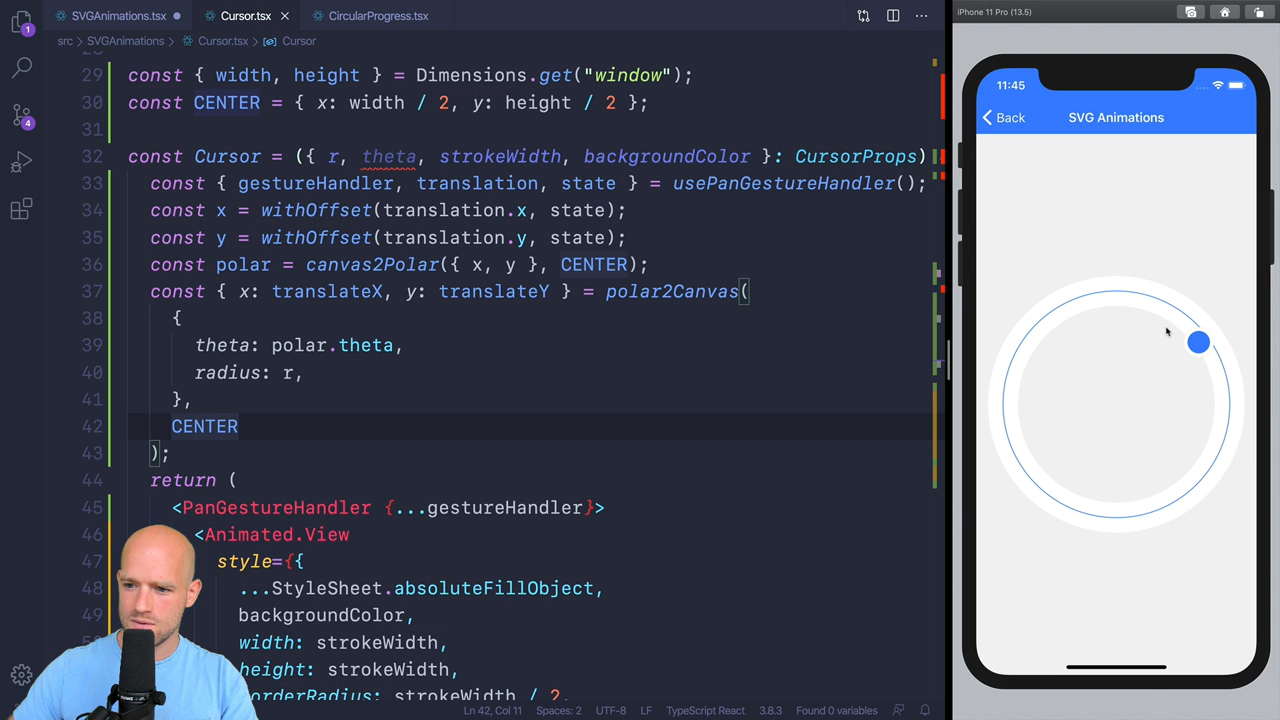 SVGAnimations.tsx
Cursor.tsx
CircularProgress.tsx
src > SVGAnimations > Cursor.tsx > Cursor
29 const { width, height } = Dimensions.get("window");
30 const CENTER = { x: width / 2, y: height / 2 };
31
32 const Cursor = ({ r, theta, strokeWidth, backgroundColor }: CursorProps)
33 const { gestureHandler, translation, state } = usePanGestureHandler();
34 const x = withOffset(translation.x, state);
35 const y = withOffset(translation.y, state);
36 const polar = canvas2Polar({ x, y }, CENTER);
37 const { x: translateX, y: translateY } = polar2Canvas(
38 {
39 theta: polar.theta,
40 radius: r,
41 },
42 CENTER
43 );
44 return (
45 <PanGestureHandler {...gestureHandler}>
46 <Animated.View
47 style={{
48 ...StyleSheet.absoluteFillObject,
49 backgroundColor,
width: strokeWidth,
height: strokeWidth,
borderRadius: strokeWidth / 2,
1
4
Ln 42, Col 11
Spaces: 2
UTF-8
LF
TypeScript React
3.8.3
Found 0 variables
iPhone 11 Pro (13.5)
11:45
Back
SVG Animations